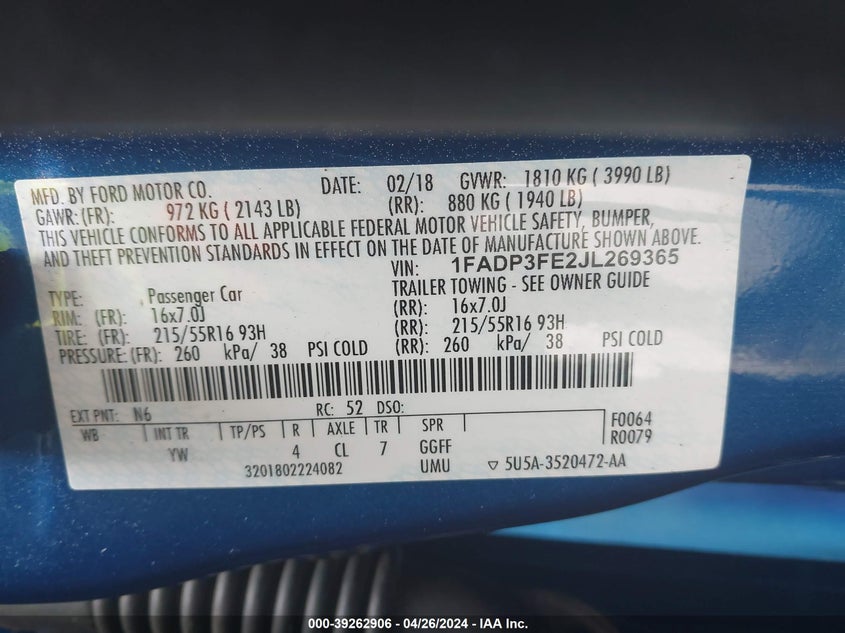 MFD. BY FORD MOTOR CO. DATE: 02/18 GVWR: 1810 KG ( 3990 LB)
GAWR: (FR): 972 KG ( 2143 LB) (RR): 880 KG ( 1940 LB)
THIS VEHICLE CONFORMS TO ALL APPLICABLE FEDERAL MOTOR VEHICLE SAFETY, BUMPER,
AND THEFT PREVENTION STANDARDS IN EFFECT ON THE DATE OF MANUFACTURE SHOWN ABOVE.
VIN: 1FADP3FE2JL269365
TYPE: Passenger Car TRAILER TOWING - SEE OWNER GUIDE
RIM: (FR): 16x7.0J (RR): 16x7.0J
TIRE: (FR): 215/55R16 93H (RR): 215/55R16 93H
PRESSURE: (FR): 260 kPa/ 38 PSI COLD (RR): 260 kPa/ 38 PSI COLD
EXT PNT: N6 RC: 52 DSO:
WB INT TR TP/PS R AXLE TR SPR F0064
YW 4 CL 7 GGFF R0079
3201802224082 UMU ▽ 5U5A-3520472-AA
000-39262906 - 04/26/2024 - IAAI.com